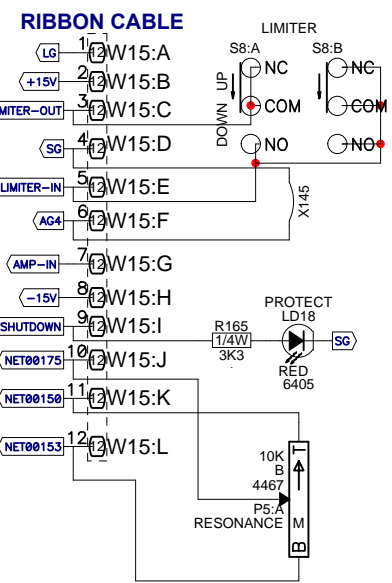 RIBBON CABLE
LIMITER
S8:A
S8:B
LG
1
12
W15:A
NC
NC
+15V
2
12
W15:B
UP
MITER-OUT
3
12
W15:C
COM
COM
DOWN
SG
4
12
W15:D
NO
NO
LIMITER-IN
5
12
W15:E
X145
AG4
6
12
W15:F
AMP-IN
7
12
W15:G
-15V
8
12
W15:H
PROTECT
LD18
SHUTDOWN
9
12
W15:I
R165
1/4W
3K3
SG
RED
6405
NET00175
10
12
W15:J
NET00150
11
12
W15:K
NET00153
12
12
W15:L
10K
B
4467
P5:A
RESONANCE
T
M
B